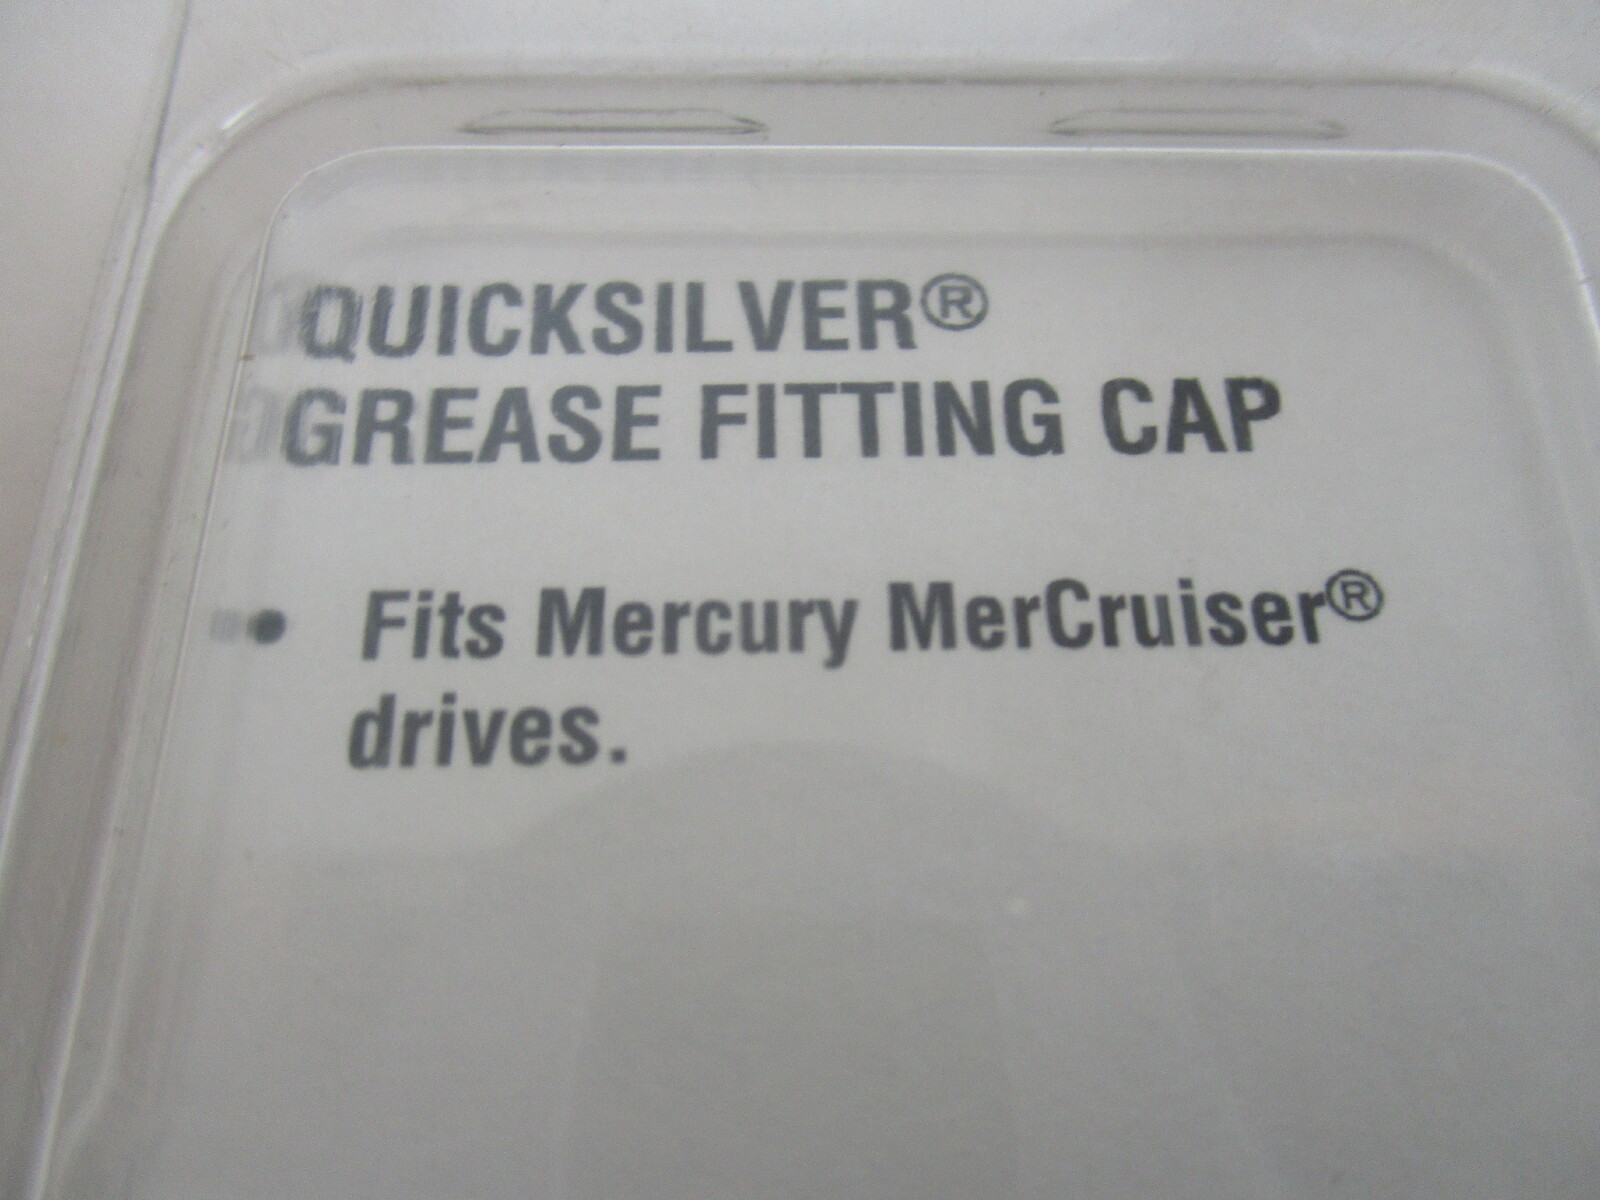 QUICKSILVER®
GREASE FITTING CAP
• Fits Mercury MerCruiser®
drives.